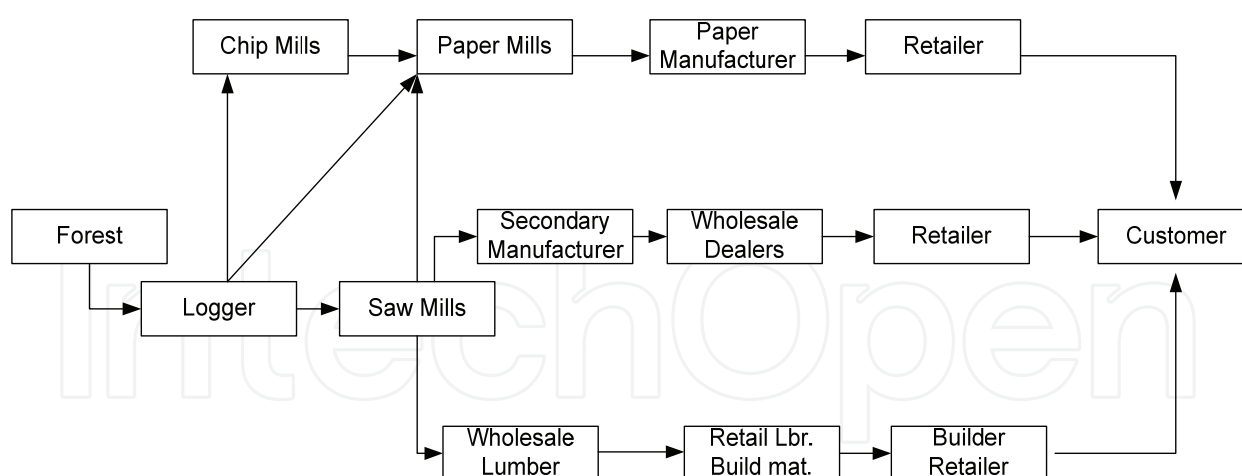 Chip Mills
Paper Mills
Paper
Manufacturer
Retailer
Forest
Secondary
Manufacturer
Wholesale
Dealers
Retailer
Customer
Logger
Saw Mills
IntechOpen
Wholesale
Lumber
Retail Lbr.
Build mat.
Builder
Retailer